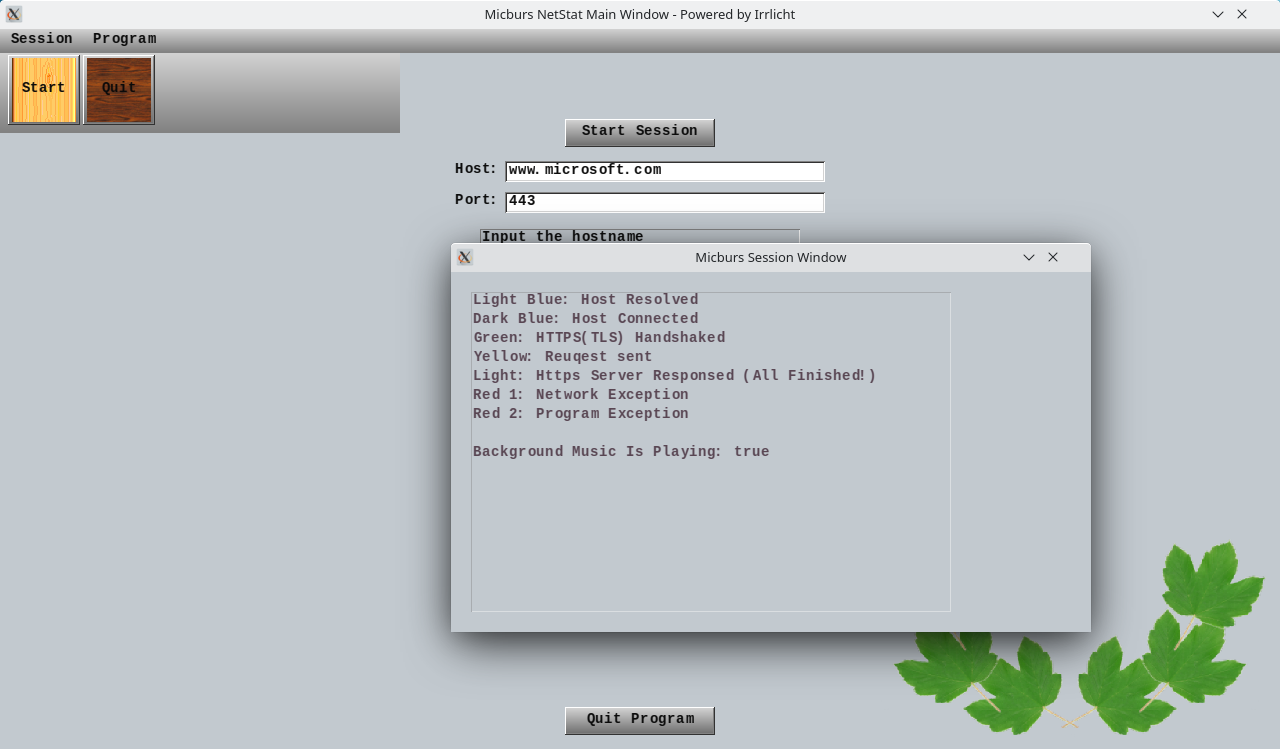 Micburs NetStat Main Window - Powered by Irrlicht
Session Program
Start Quit
Start Session
Host: www.microsoft.com
Port: 443
Input the hostname
Micburs Session Window
Light Blue: Host Resolved
Dark Blue: Host Connected
Green: HTTPS(TLS) Handshaked
Yellow: Reuqest sent
Light: Https Server Responsed (All Finished!)
Red 1: Network Exception
Red 2: Program Exception
Background Music Is Playing: true
Quit Program